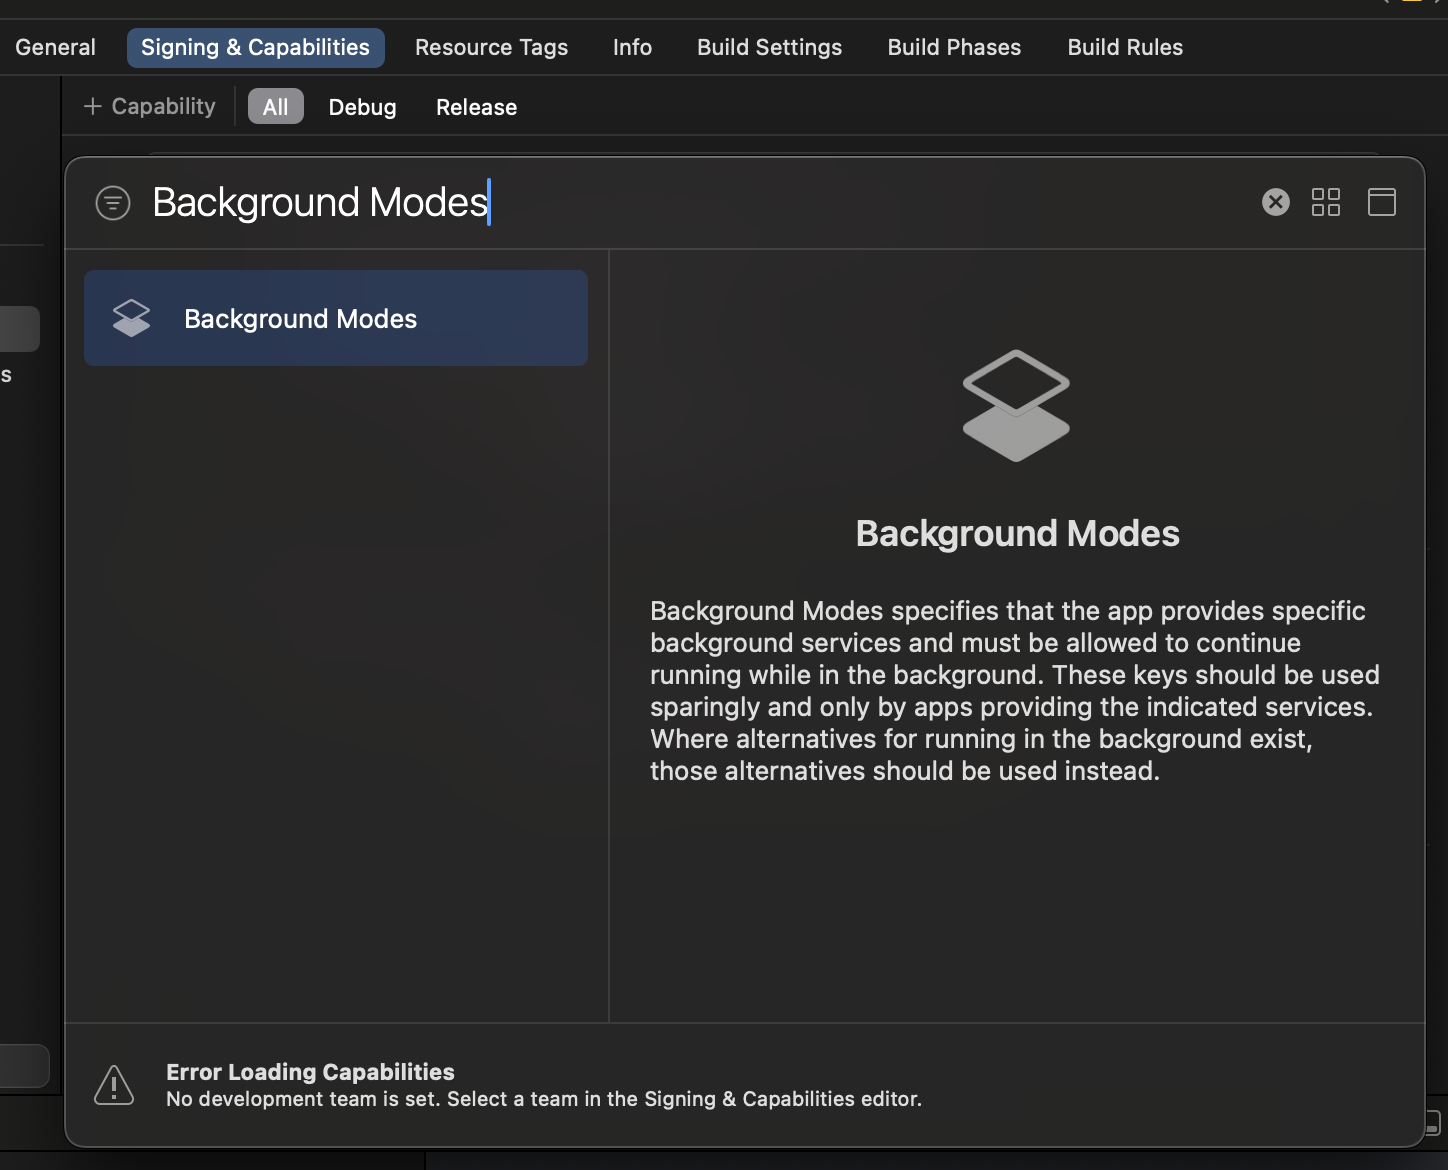 General Signing & Capabilities Resource Tags Info Build Settings Build Phases Build Rules
+ Capability All Debug Release
Background Modes
Background Modes
s
Background Modes
Background Modes specifies that the app provides specific
background services and must be allowed to continue
running while in the background. These keys should be used
sparingly and only by apps providing the indicated services.
Where alternatives for running in the background exist,
those alternatives should be used instead.
Error Loading Capabilities
No development team is set. Select a team in the Signing & Capabilities editor.